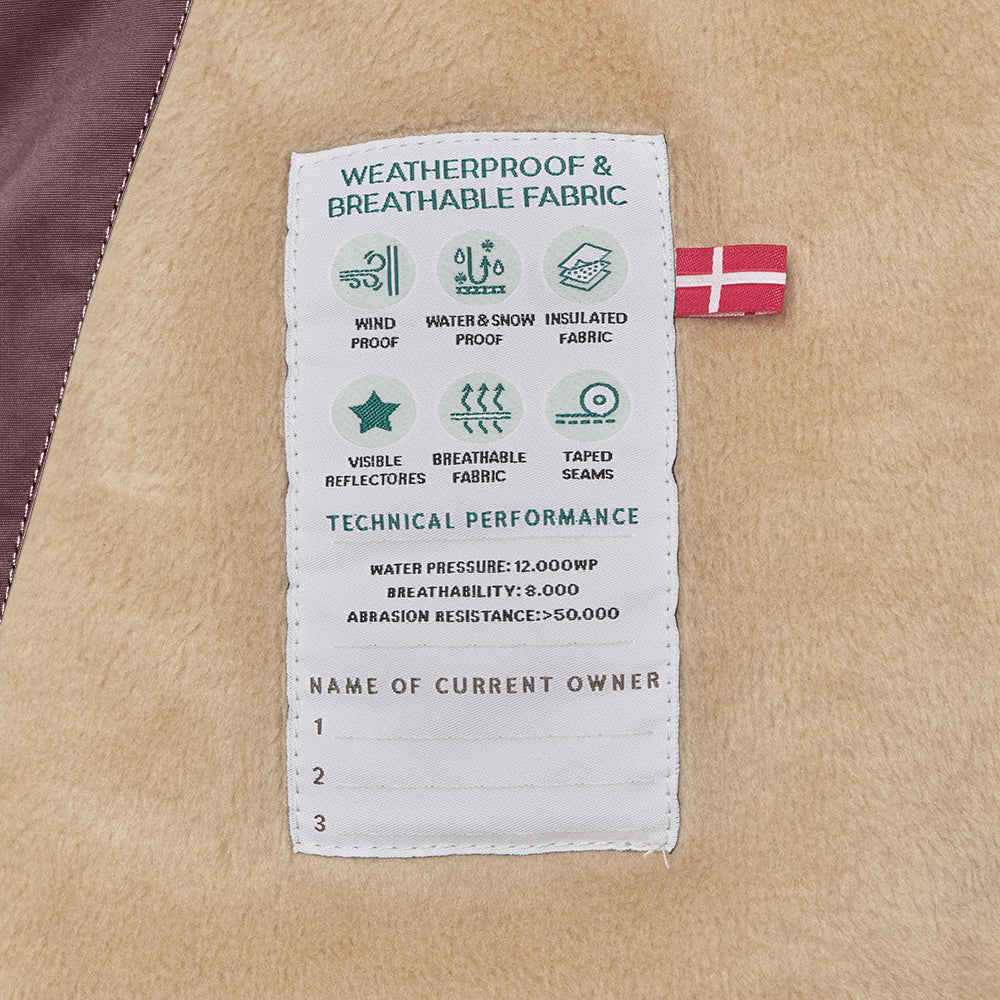 WEATHERPROOF &
BREATHABLE FABRIC
WIND
PROOF
WATER & SNOW
PROOF
INSULATED
FABRIC
VISIBLE
REFLECTORES
BREATHABLE
FABRIC
TAPED
SEAMS
TECHNICAL PERFORMANCE
WATER PRESSURE: 12.000WP
BREATHABILITY: 8.000
ABRASION RESISTANCE:>50.000
NAME OF CURRENT OWNER
1
2
3